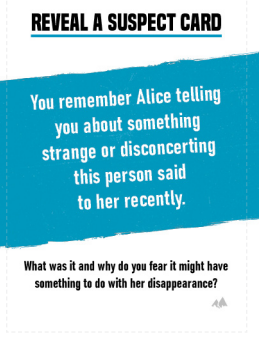 REVEAL A SUSPECT CARD
You remember Alice telling
you about something
strange or disconcerting
this person said
to her recently.
What was it and why do you fear it might have
something to do with her disappearance?